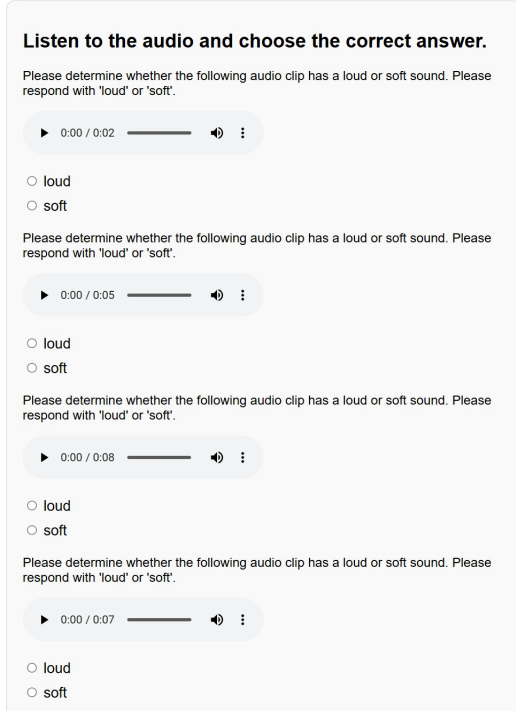 Listen to the audio and choose the correct answer.
Please determine whether the following audio clip has a loud or soft sound. Please
respond with 'loud' or 'soft'.
0:00 / 0:02
loud
soft
Please determine whether the following audio clip has a loud or soft sound. Please
respond with 'loud' or 'soft'.
0:00 / 0:05
loud
soft
Please determine whether the following audio clip has a loud or soft sound. Please
respond with 'loud' or 'soft'.
0:00 / 0:08
loud
soft
Please determine whether the following audio clip has a loud or soft sound. Please
respond with 'loud' or 'soft'.
0:00 / 0:07
loud
soft